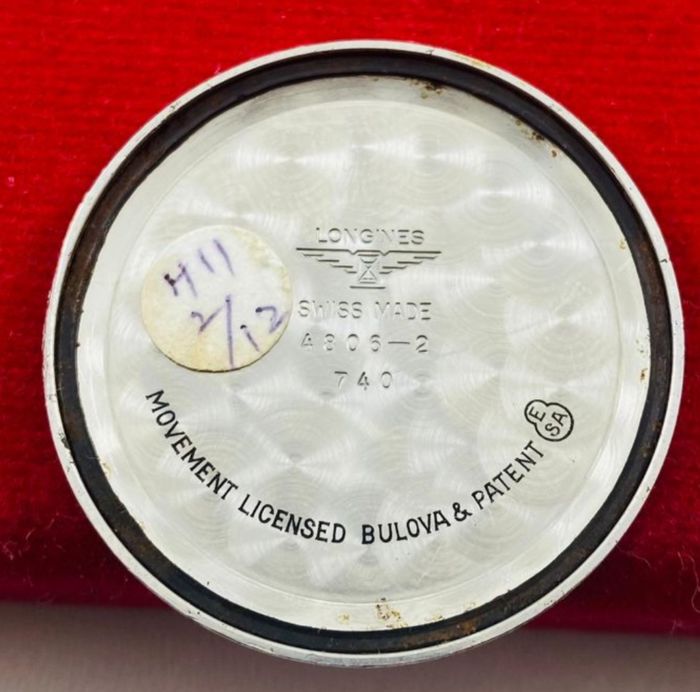 LONGINES
SWISS MADE
4806-2
740
H11
2/12
MOVEMENT LICENSED BULOVA & PATENT
E
SA